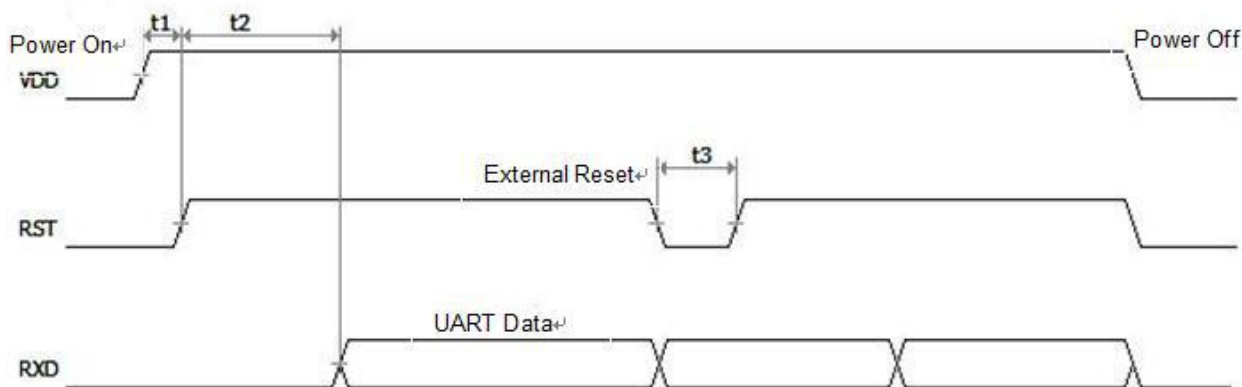 t1 t2
Power On↵
Power Off
VDD
t3
External Reset↵
RST
UART Data↵
RXD